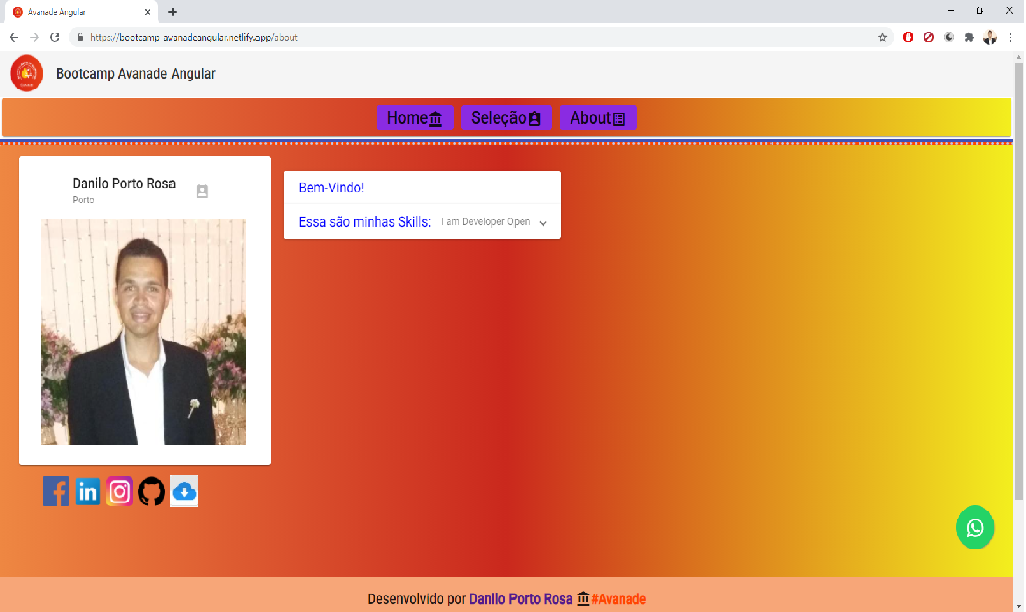 Avanade Angular
https://bootcamp-avanadeangular.netlify.app/about
Bootcamp Avanade Angular
Home
Seleção
About
Danilo Porto Rosa
Porto
Bem-Vindo!
Essa são minhas Skills: I am Developer Open
in
Desenvolvido por Danilo Porto Rosa #Avanade